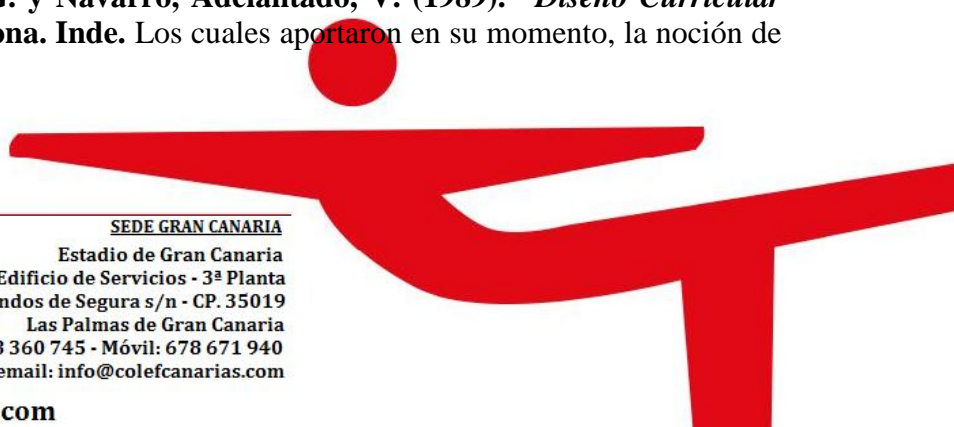 G. y Navarro, Adelantado, V. (1989). "Diseño Curricular
ona. Inde. Los cuales aportaron en su momento, la noción de
SEDE GRAN CANARIA
Estadio de Gran Canaria
Edificio de Servicios - 3ª Planta
ndos de Segura s/n - CP. 35019
Las Palmas de Gran Canaria
360 745 - Móvil: 678 671 940
email: info@colefcanarias.com
.com